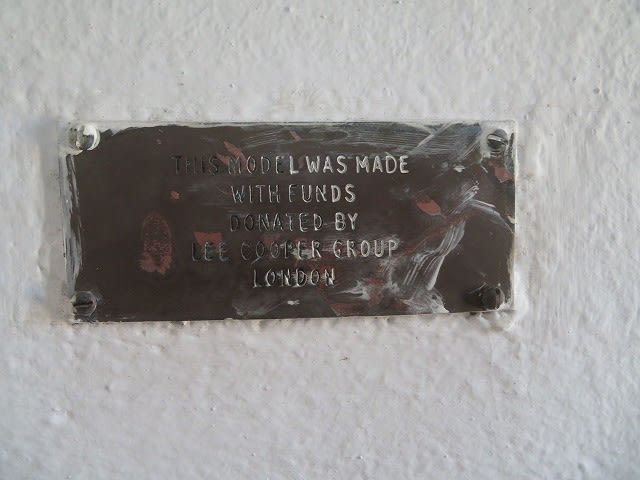 THIS MODEL WAS MADE
WITH FUNDS
DONATED BY
LEE COOPER GROUP
LONDON